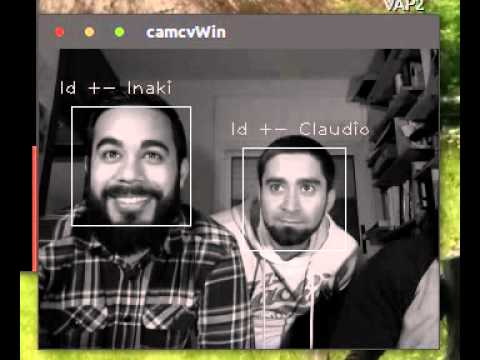 VAP2
camcvWin
Id +- Inaki
Id +- Claudio